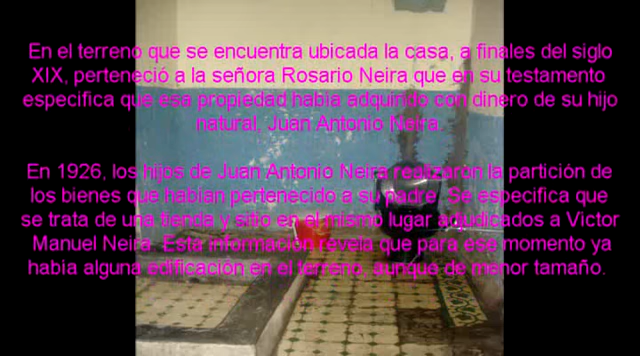 En el terreno que se encuentra ubicada la casa, a finales del siglo
XIX, perteneció a la señora Rosario Neira que en su testamento
especifica que esa propiedad había adquirido con dinero de su hijo
natural, Juan Antonio Neira.
En 1926, los hijos de Juan Antonio Neira realizaron la partición de
los bienes que habían pertenecido a su padre. Se especifica que
se trata de una tienda y sitio en el mismo lugar adjudicados a Victor
Manuel Neira. Esta información revela que para ese momento ya
había alguna edificación en el terreno, aunque de menor tamaño.